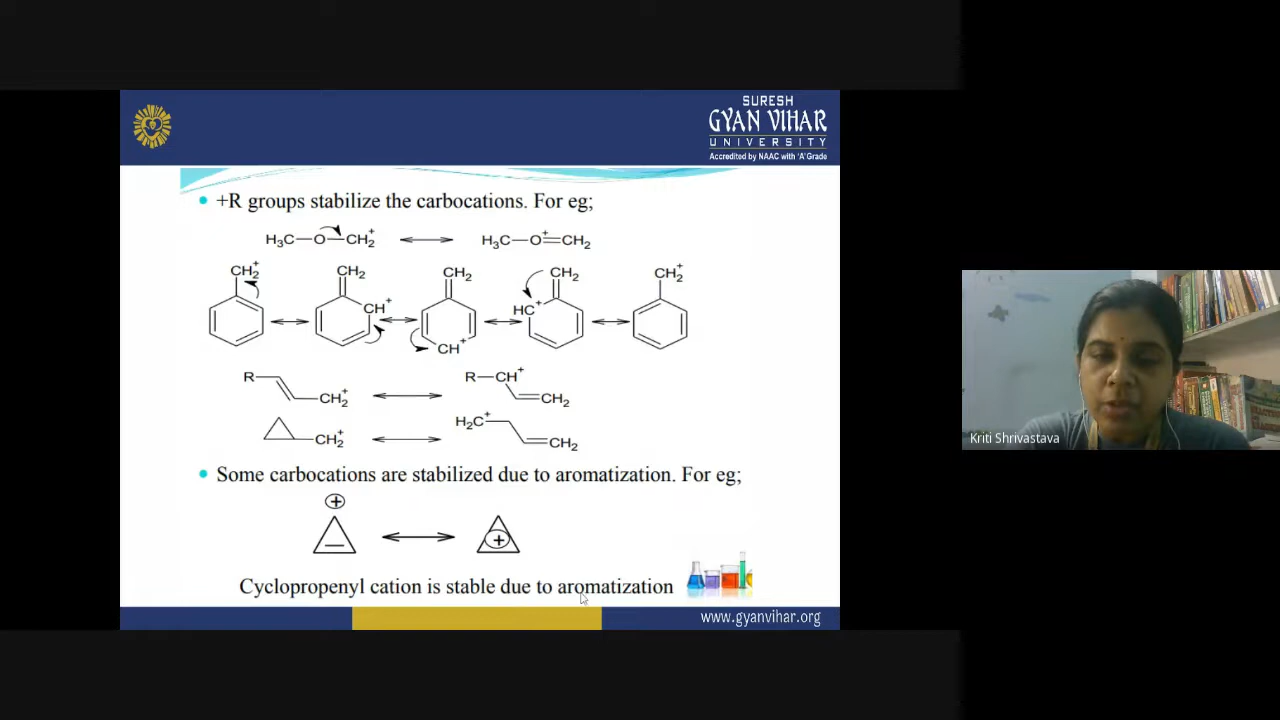 SURESH
GYAN VIHAR
UNIVERSITY
Accredited by NAAC with 'A' Grade
• +R groups stabilize the carbocations. For eg;
H₃C—O—CH₂⁺ ⟷ H₃C—O⁺=CH₂
CH₂⁺ CH₂ CH₂ CH₂ CH₂⁺
CH⁺ HC⁺
CH⁺
R CH₂⁺ ⟷ R—CH⁺ CH₂
CH₂⁺ ⟷ H₂C⁺ CH₂
• Some carbocations are stabilized due to aromatization. For eg;
⊕ ⟷ +
Cyclopropenyl cation is stable due to aromatization
www.gyanvihar.org
Kriti Shrivastava